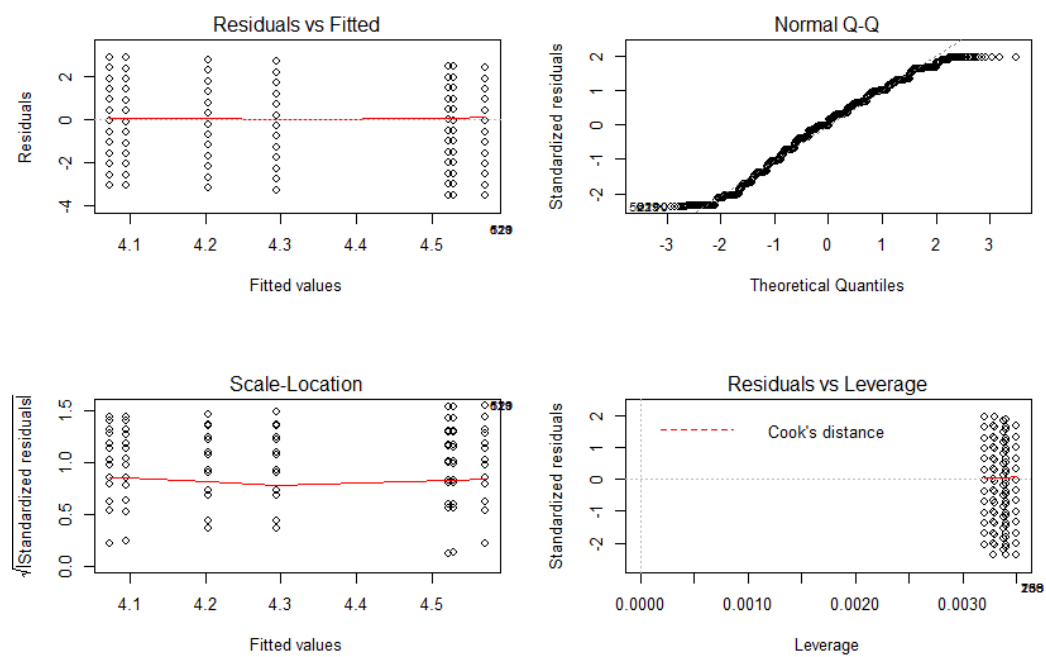 Residuals vs Fitted
Residuals
2
0
-2
-4
4.1 4.2 4.3 4.4 4.5
Fitted values
Normal Q-Q
Standardized residuals
2
1
0
-1
-2
-3 -2 -1 0 1 2 3
Theoretical Quantiles
Scale-Location
√|Standardized residuals|
1.5
1.0
0.5
0.0
4.1 4.2 4.3 4.4 4.5
Fitted values
Residuals vs Leverage
Cook's distance
Standardized residuals
2
1
0
-1
-2
0.0000 0.0010 0.0020 0.0030
Leverage